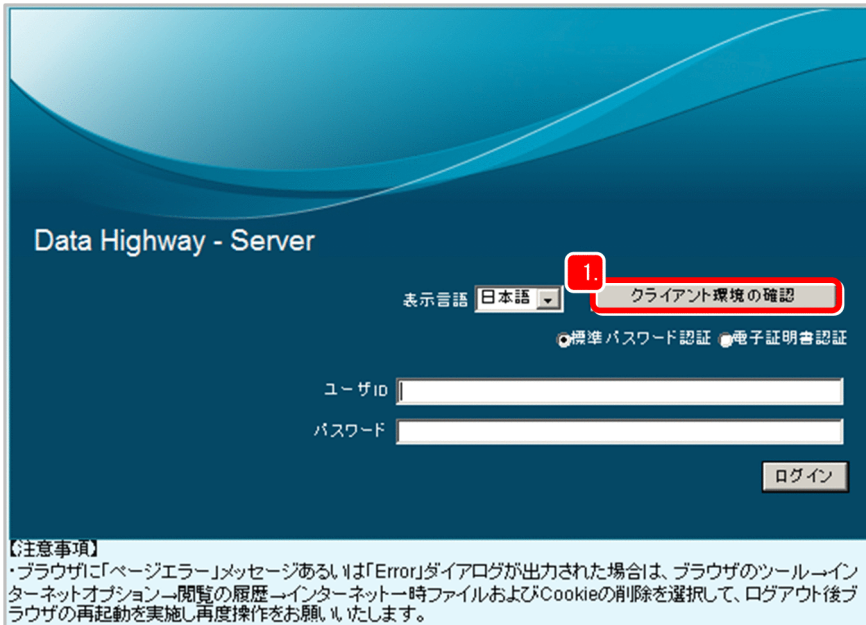 Data Highway - Server
1.
表示言語 日本語 クライアント環境の確認
標準パスワード認証 電子証明書認証
ユーザID
パスワード
ログイン
【注意事項】
・ブラウザに「ページエラー」メッセージあるいは「Error」ダイアログが出力された場合は、ブラウザのツール→イン
ターネットオプション→閲覧の履歴→インターネット一時ファイルおよびCookieの削除を選択して、ログアウト後ブ
ラウザの再起動を実施し再度操作をお願いいたします。